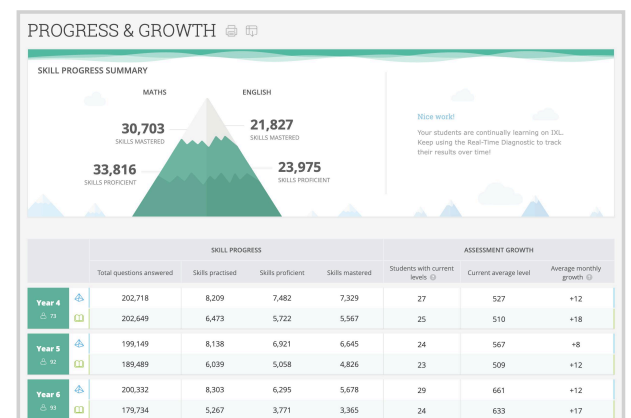 PROGRESS & GROWTH
SKILL PROGRESS SUMMARY
MATHS
ENGLISH
30,703
SKILLS MASTERED
21,827
SKILLS MASTERED
33,816
SKILLS PROFICIENT
23,975
SKILLS PROFICIENT
Nice work!
Your students are continually learning on IXL.
Keep using the Real-Time Diagnostic to track
their results over time!
SKILL PROGRESS ASSESSMENT GROWTH
Total questions answered Skills practised Skills proficient Skills mastered Students with current levels Current average level Average monthly growth
Year 4
73
202,718 8,209 7,482 7,329 27 527 +12
202,649 6,473 5,722 5,567 25 510 +18
Year 5
92
199,149 8,138 6,921 6,645 24 567 +8
189,489 6,039 5,058 4,826 23 509 +12
Year 6
93
200,332 8,303 6,295 5,678 29 661 +12
179,734 5,267 3,771 3,365 24 633 +17